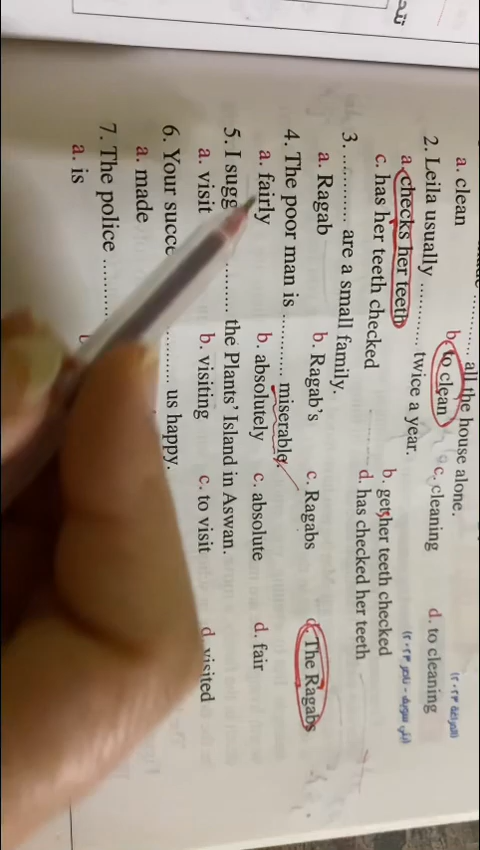 ............ all the house alone.
a. clean b. to clean c. cleaning d. to cleaning
2. Leila usually ............ twice a year.
a. checks her teeth b. gets her teeth checked
c. has her teeth checked d. has checked her teeth
3. ............ are a small family.
a. Ragab b. Ragab's c. Ragabs d. The Ragabs
4. The poor man is ............ miserable.
a. fairly b. absolutely c. absolute d. fair
5. I sugg ......... the Plants' Island in Aswan.
a. visit b. visiting c. to visit d. visited
6. Your succe ......... us happy.
a. made
7. The police .........
a. is